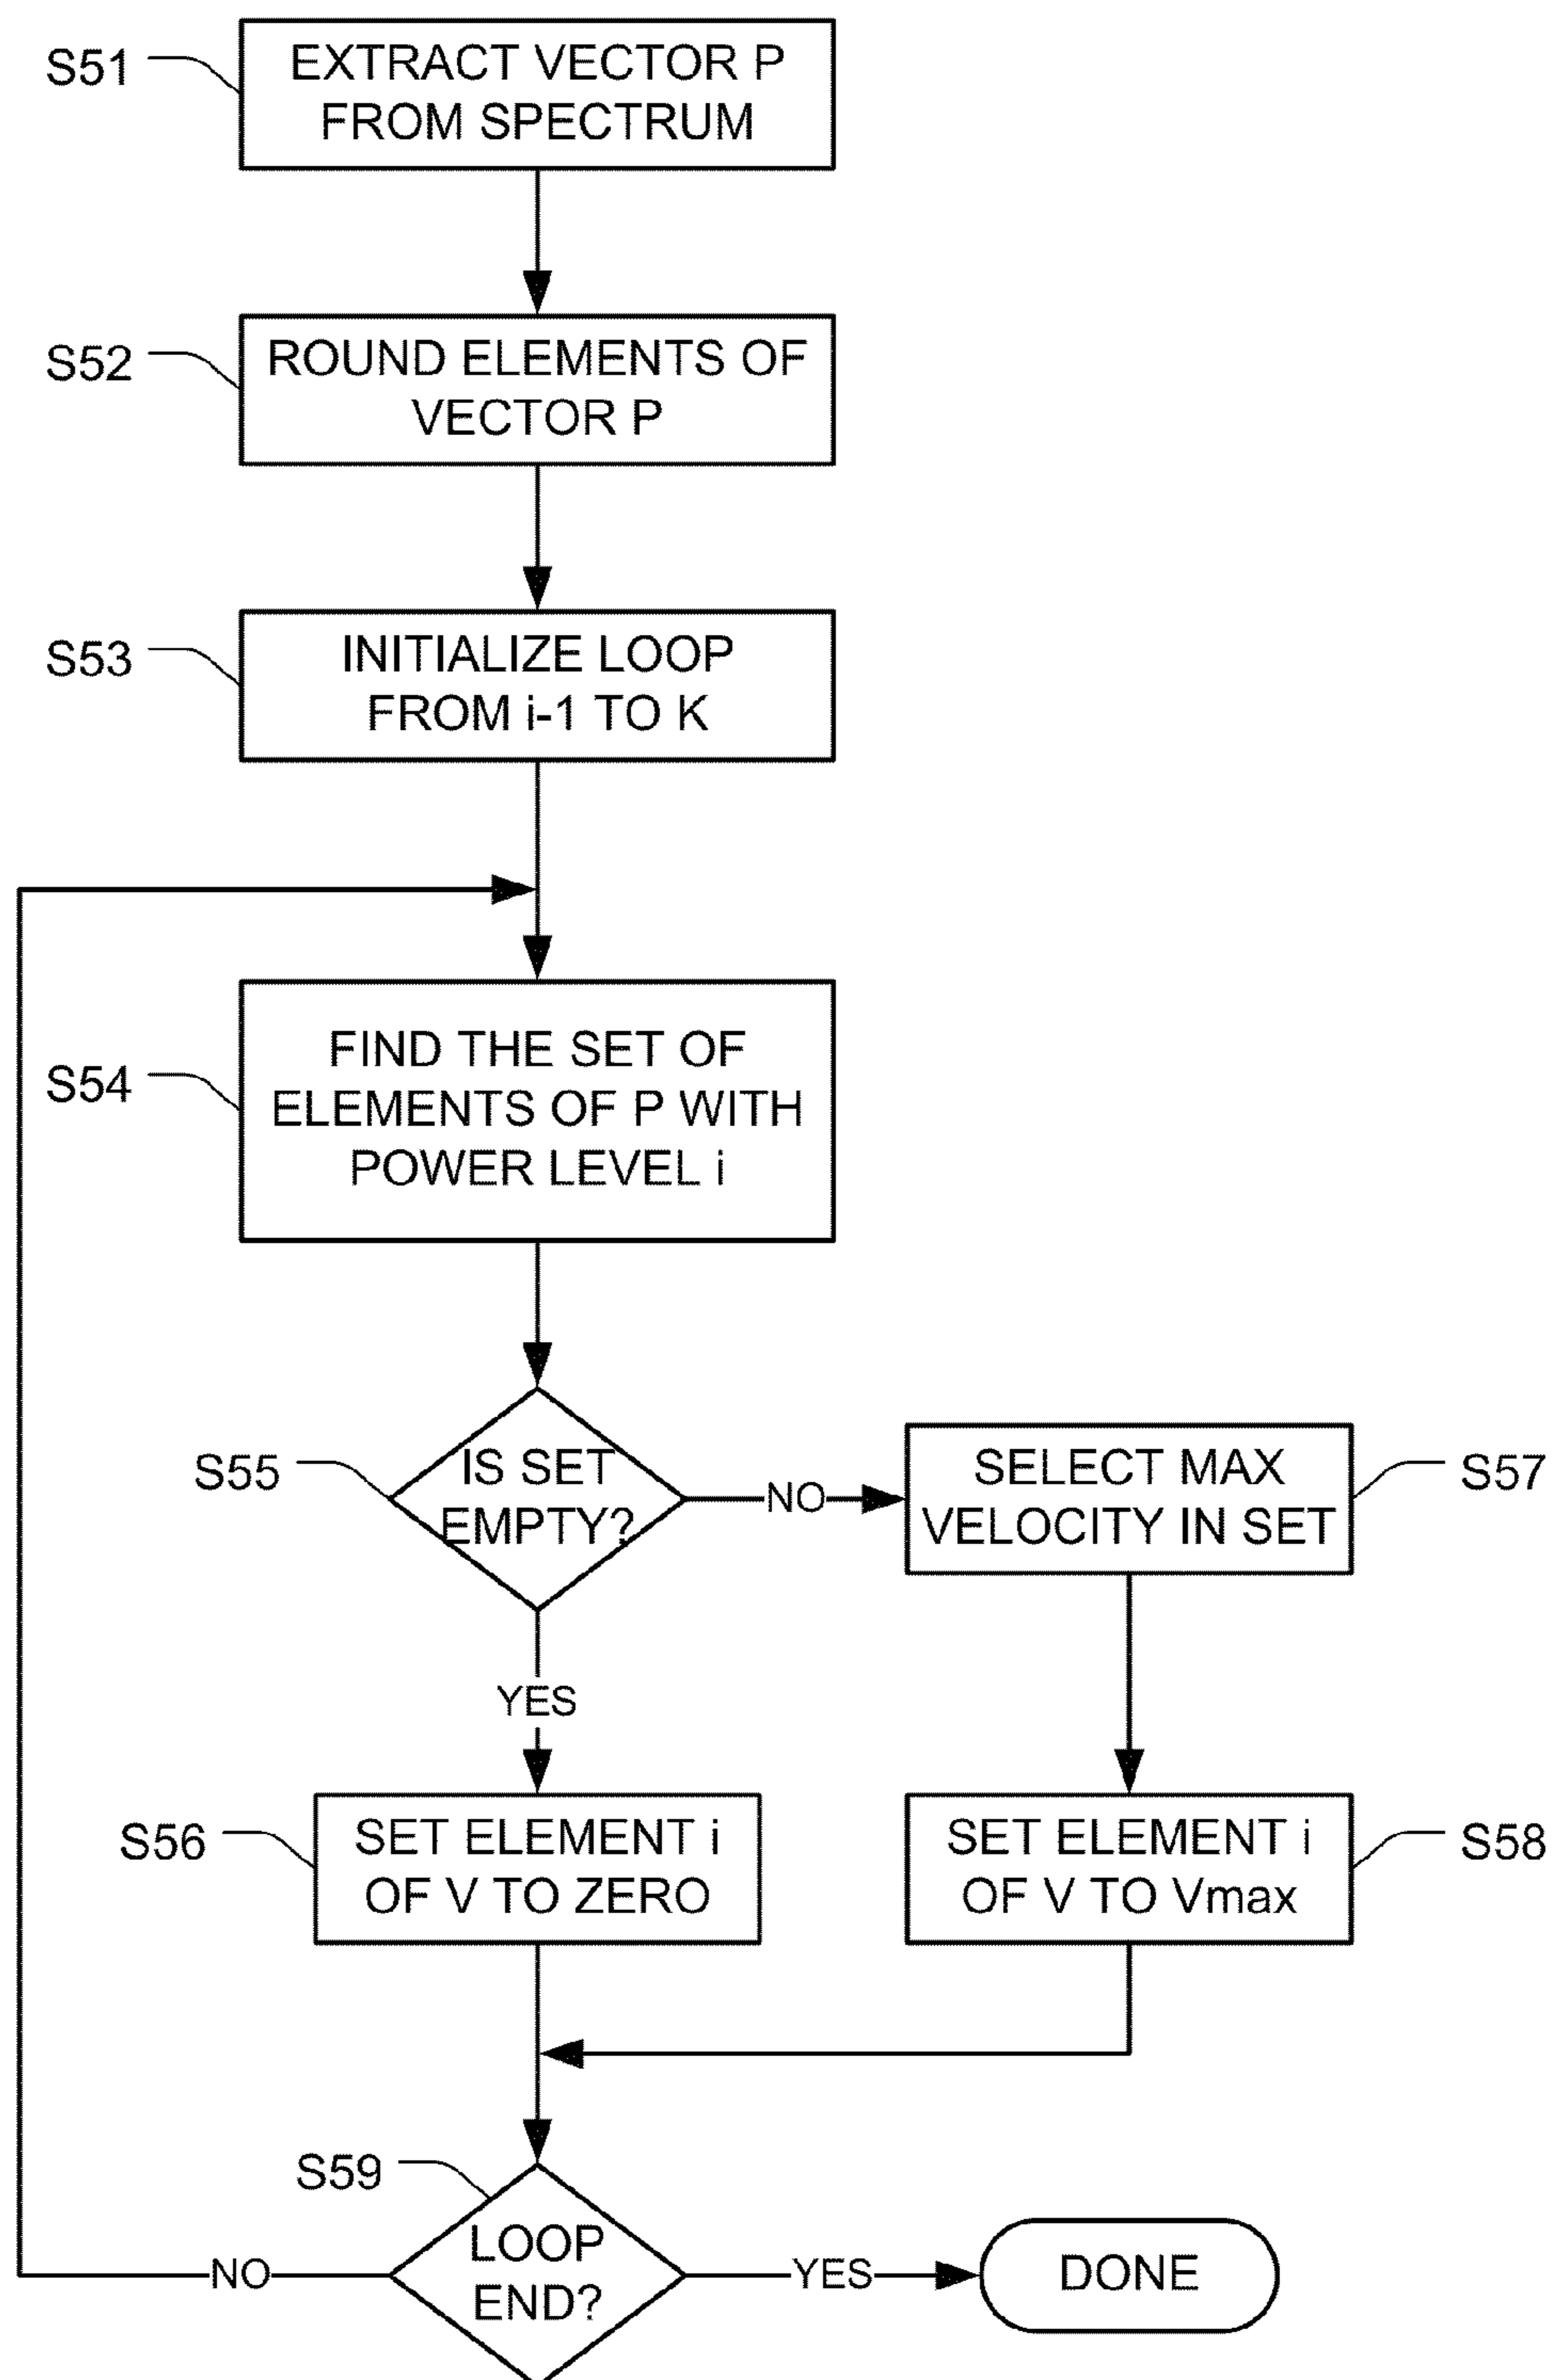 S51
EXTRACT VECTOR P
FROM SPECTRUM
S52
ROUND ELEMENTS OF
VECTOR P
S53
INITIALIZE LOOP
FROM i-1 TO K
S54
FIND THE SET OF
ELEMENTS OF P WITH
POWER LEVEL i
S55
IS SET
EMPTY?
NO
SELECT MAX
VELOCITY IN SET
S57
YES
S56
SET ELEMENT i
OF V TO ZERO
SET ELEMENT i
OF V TO Vmax
S58
S59
LOOP
END?
NO
YES
DONE